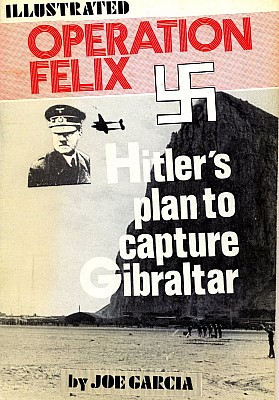 ILLUSTRATED
OPERATION
FELIX
Hitler's
plan to
capture
Gibraltar
by JOE GARCIA